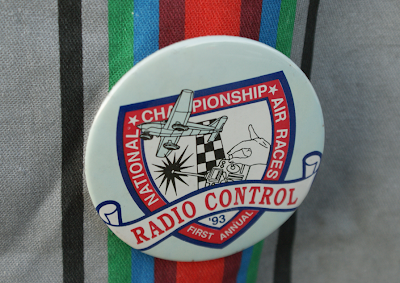 NATIONAL ★ CHAMPIONSHIP ★ AIR RACES
RADIO CONTROL
'93
FIRST ANNUAL